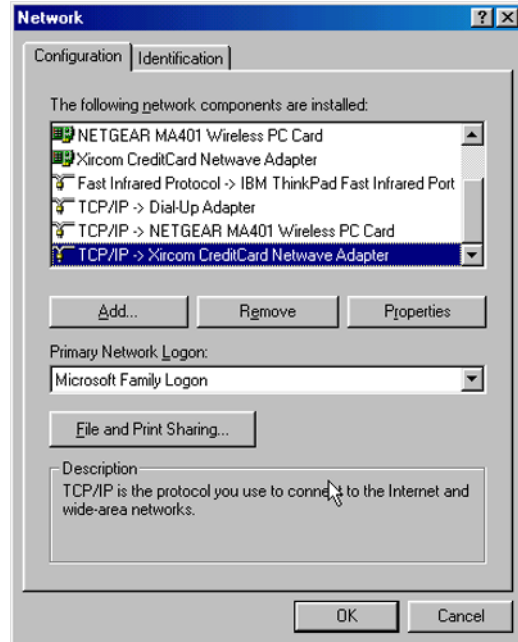 Network
Configuration Identification
The following network components are installed:
NETGEAR MA401 Wireless PC Card
Xircom CreditCard Netwave Adapter
Fast Infrared Protocol -> IBM ThinkPad Fast Infrared Port
TCP/IP -> Dial-Up Adapter
TCP/IP -> NETGEAR MA401 Wireless PC Card
TCP/IP -> Xircom CreditCard Netwave Adapter
Add... Remove Properties
Primary Network Logon:
Microsoft Family Logon
File and Print Sharing...
Description
TCP/IP is the protocol you use to connect to the Internet and
wide-area networks.
OK Cancel